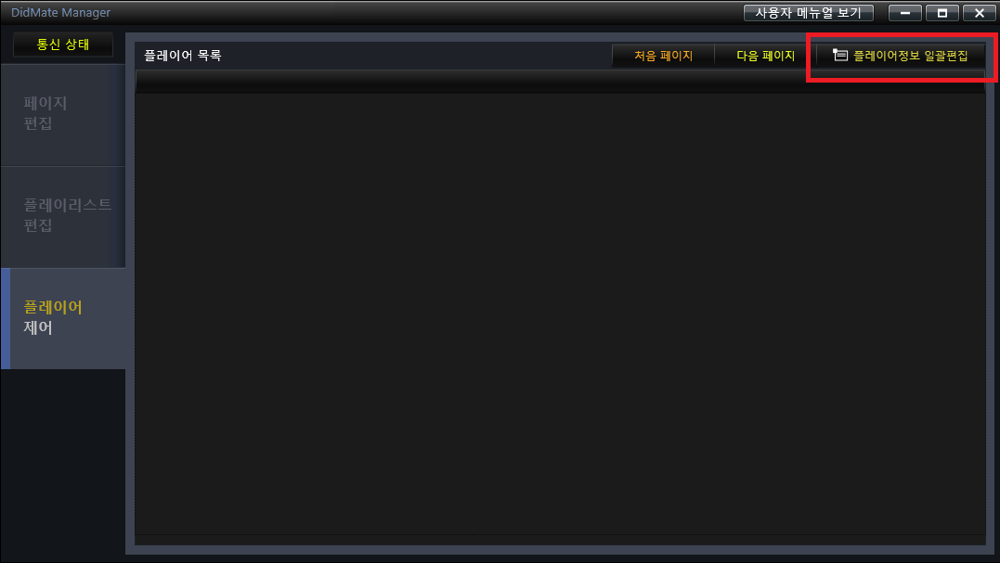 DidMate Manager
사용자 메뉴얼 보기
통신 상태
플레이어 목록
처음 페이지
다음 페이지
플레이어정보 일괄편집
페이지
편집
플레이리스트
편집
플레이어
제어